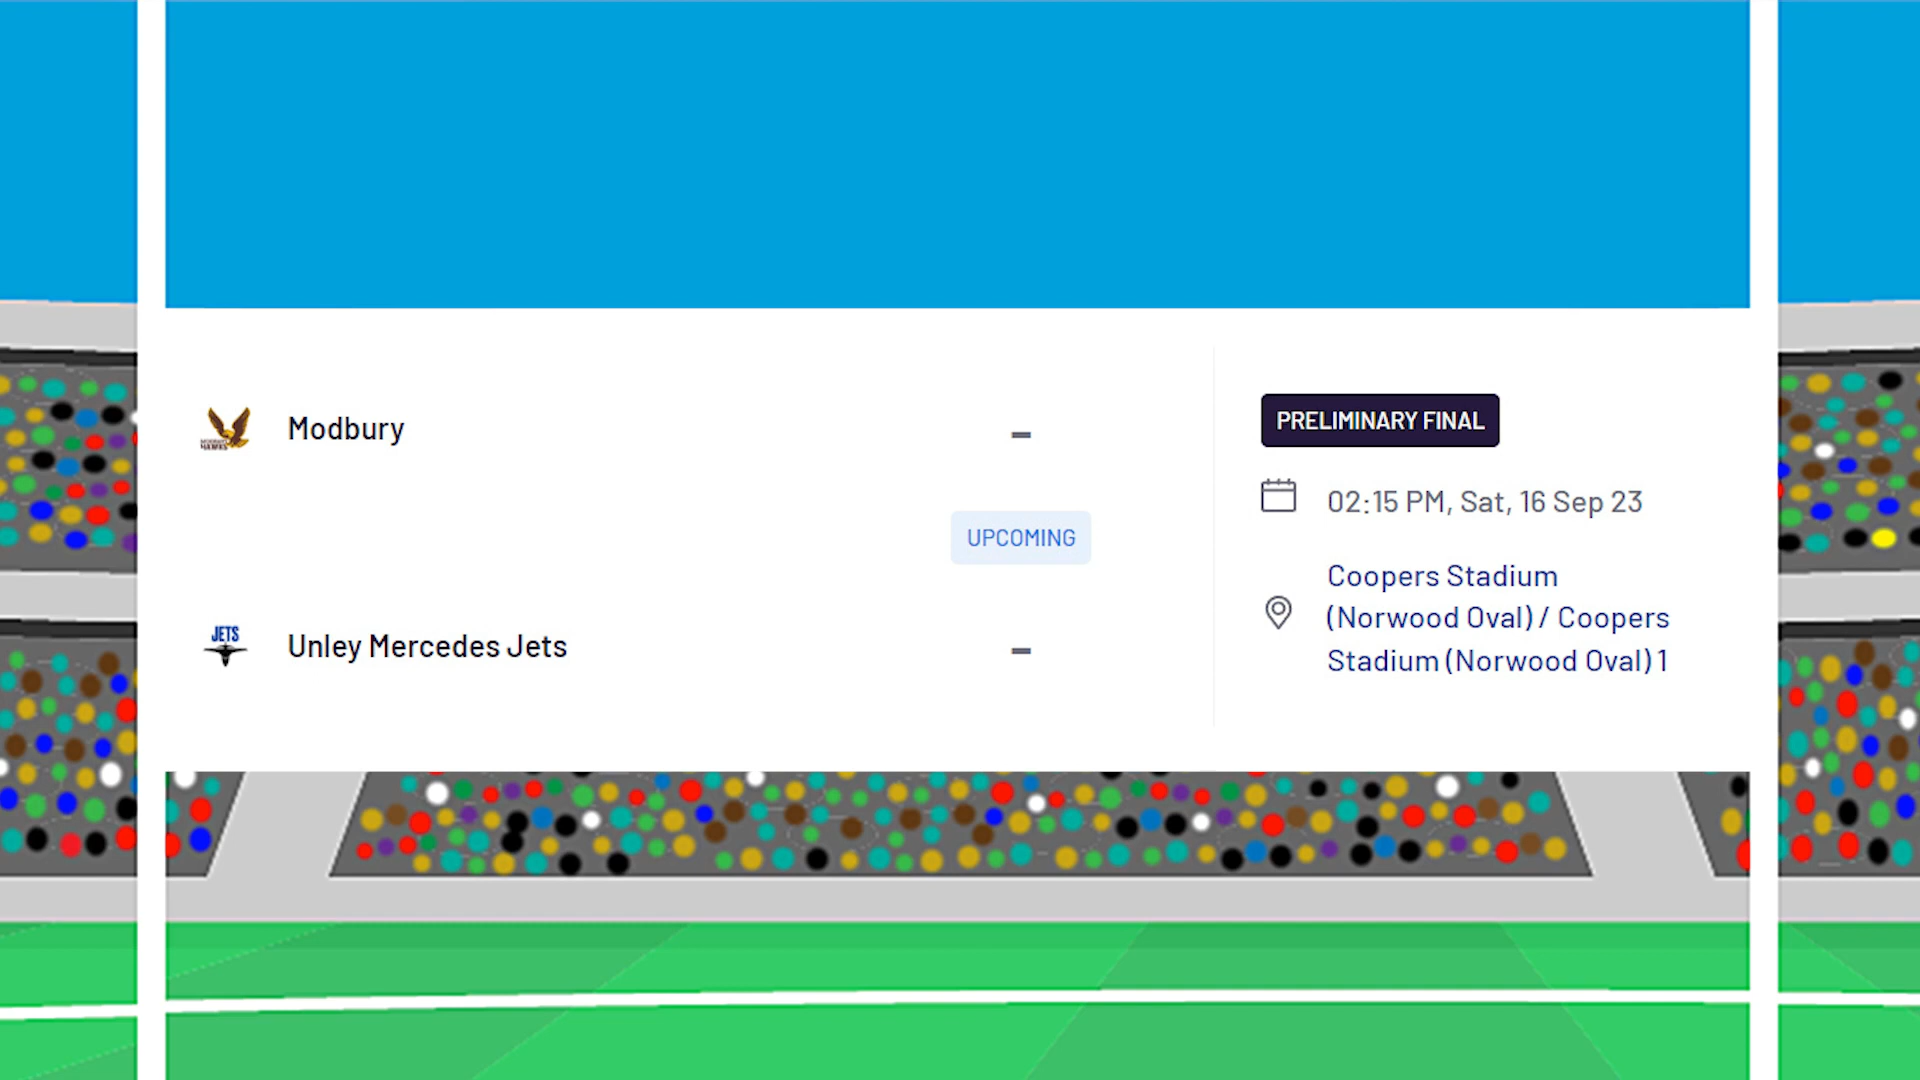 PRELIMINARY FINAL
Modbury
–
02:15 PM, Sat, 16 Sep 23
UPCOMING
Coopers Stadium
(Norwood Oval) / Coopers
Stadium (Norwood Oval) 1
JETS
Unley Mercedes Jets
–